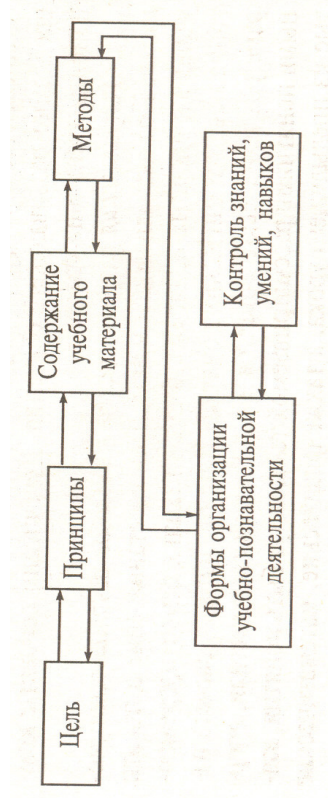 Цель
Принципы
Содержание
учебного
материала
Методы
Формы организации
учебно-познавательной
деятельности
Контроль знаний,
умений, навыков